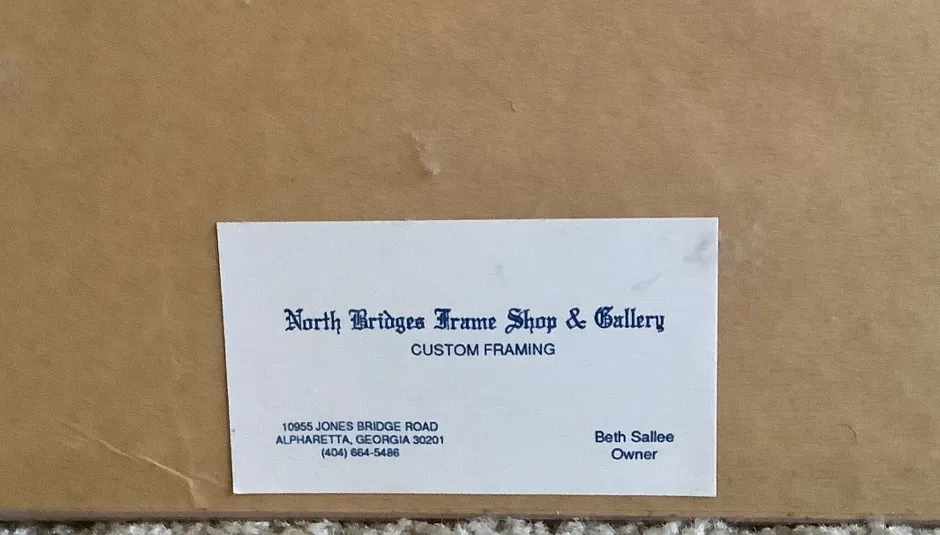 North Bridges Frame Shop & Gallery
CUSTOM FRAMING
10955 JONES BRIDGE ROAD
ALPHARETTA, GEORGIA 30201
(404) 664-5486
Beth Sallee
Owner